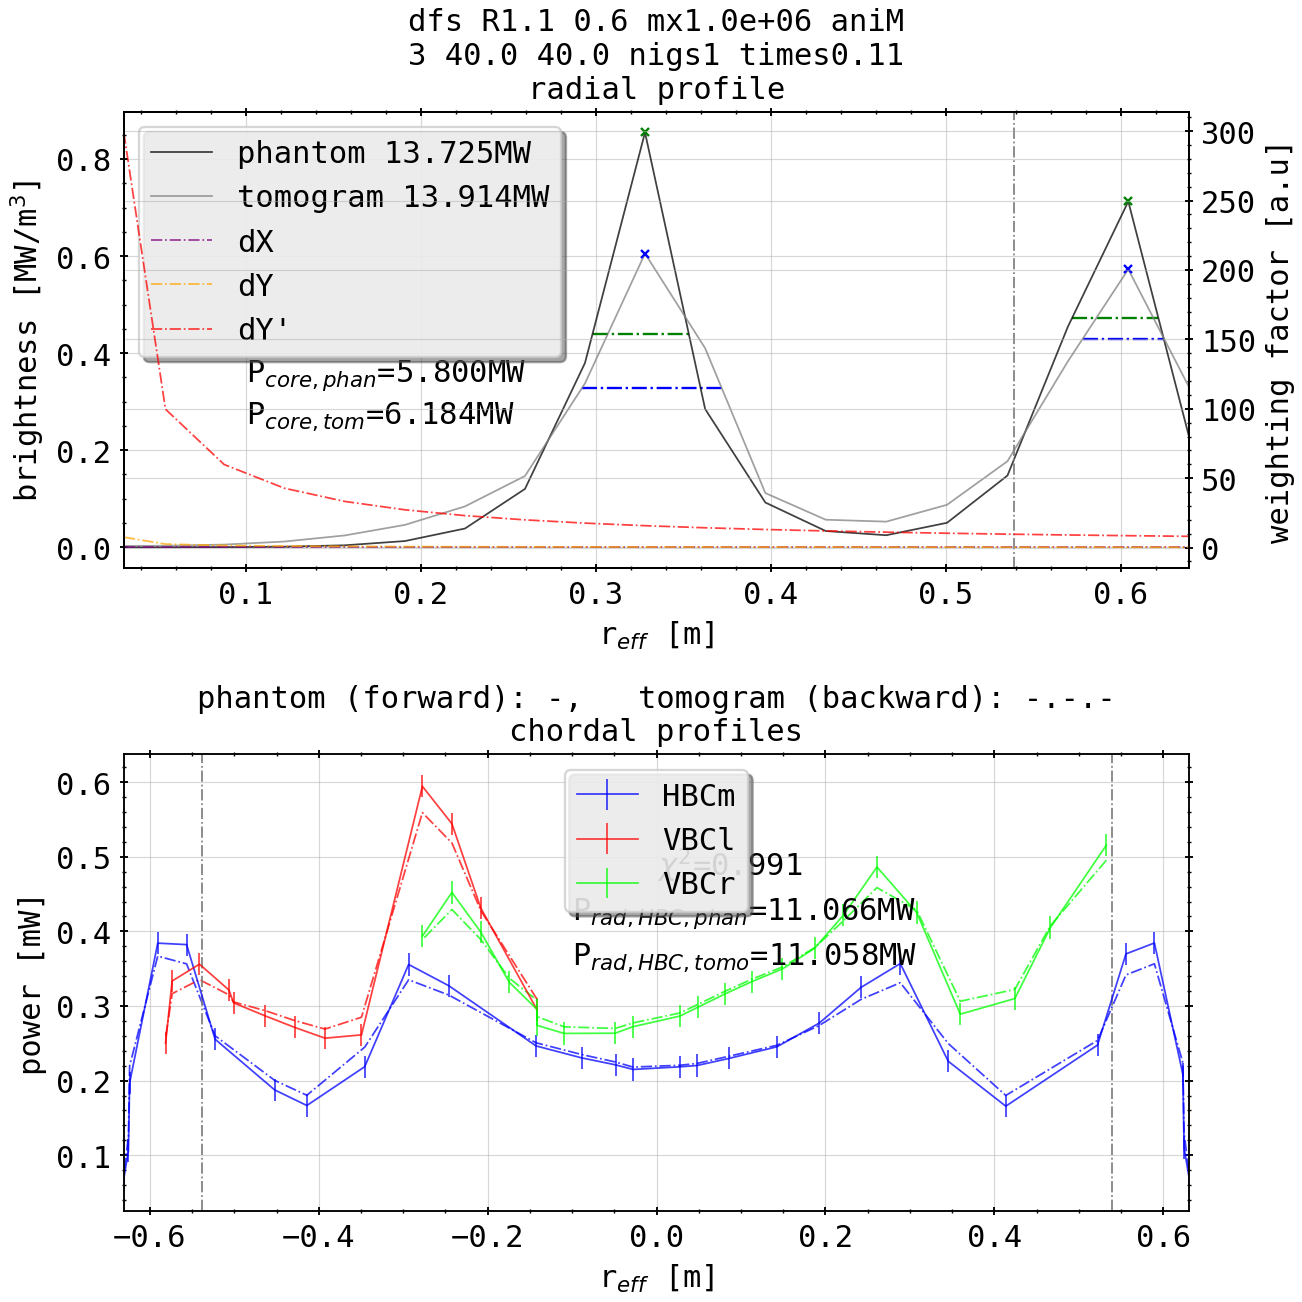 dfs R1.1 0.6 mx1.0e+06 aniM
3 40.0 40.0 nigs1 times0.11
radial profile
brightness [MW/m³]
0.8
0.6
0.4
0.2
0.0
phantom 13.725MW
tomogram 13.914MW
dX
dY
dY'
P_core,phan=5.800MW
P_core,tom=6.184MW
300
250
200
150
100
50
0
weighting factor [a.u]
0.1 0.2 0.3 0.4 0.5 0.6
r_eff [m]
phantom (forward): -, tomogram (backward): -.-.-
chordal profiles
power [mW]
0.6
0.5
0.4
0.3
0.2
0.1
HBCm
VBCl
VBCr
χ²=0.991
P_rad,HBC,phan=11.066MW
P_rad,HBC,tomo=11.058MW
−0.6 −0.4 −0.2 0.0 0.2 0.4 0.6
r_eff [m]